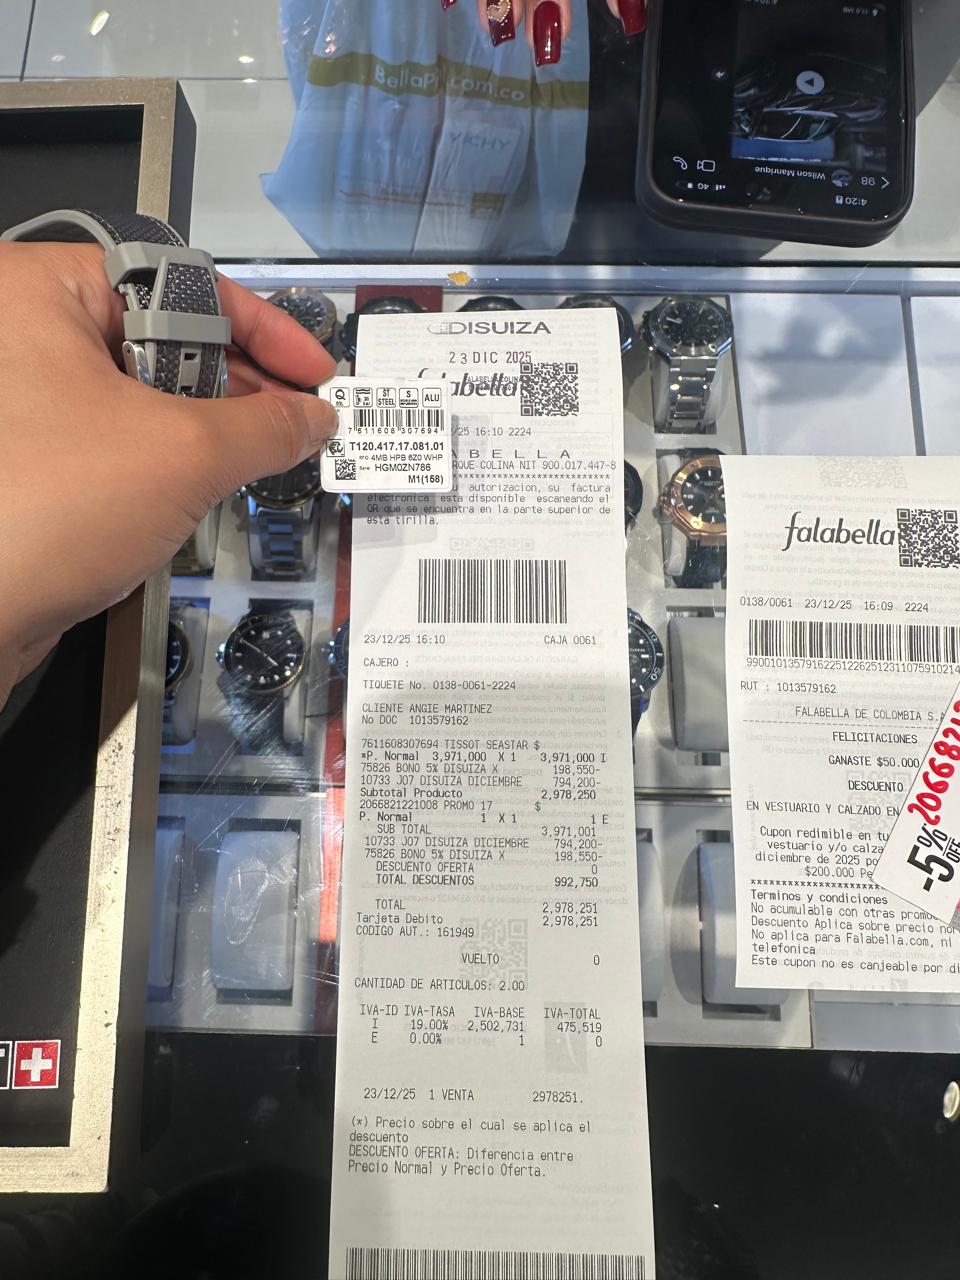 BellaPi .com.co
VICHY
Wilson Manrique
98
4:20
4G
DISUIZA
23 DIC 2025
falabella
Q
ST
STEEL
S
ALU
7 611608 307694
T120.417.17.081.01
4MB HPB 6Z0 WHP
HGM0ZN786
M1(158)
/25 16:10 2224
ABELLA
RQUE COLINA NIT 900.017.447-8
su autorizacion, su factura
electronica esta disponible escaneando el
QR que se encuentra en la parte superior de
esta tirilla.
23/12/25 16:10 CAJA 0061
CAJERO :
TIQUETE No. 0138-0061-2224
CLIENTE ANGIE MARTINEZ
No DOC 1013579162
7611608307694 TISSOT SEASTAR $
*P. Normal 3,971,000 X 1 3,971,000 I
75826 BONO 5% DISUIZA X 198,550-
10733 J07 DISUIZA DICIEMBRE 794,200-
Subtotal Producto 2,978,250
2066821221008 PROMO 17 $
P. Normal 1 X 1 1 E
SUB TOTAL 3,971,001
10733 J07 DISUIZA DICIEMBRE 794,200-
75826 BONO 5% DISUIZA X 198,550-
DESCUENTO OFERTA 0
TOTAL DESCUENTOS 992,750
TOTAL 2,978,251
Tarjeta Debito 2,978,251
CODIGO AUT.: 161949
VUELTO 0
CANTIDAD DE ARTICULOS: 2.00
IVA-ID IVA-TASA IVA-BASE IVA-TOTAL
I 19.00% 2,502,731 475,519
E 0.00% 1 0
23/12/25 1 VENTA 2978251.
(*) Precio sobre el cual se aplica el
descuento
DESCUENTO OFERTA: Diferencia entre
Precio Normal y Precio Oferta.
falabella
0138/0061 23/12/25 16:09 2224
RUT : 1013579162
FALABELLA DE COLOMBIA S.A
FELICITACIONES
GANASTE $50.000
DESCUENTO
EN VESTUARIO Y CALZADO EN
Cupon redimible en tu
vestuario y/o calza
diciembre de 2025 po
$200.000 Pe
Terminos y condiciones
No acumulable con otras promo
Descuento Aplica sobre precio no
No aplica para Falabella.com, ni
telefonica
Este cupon no es canjeable por di
-5%
OFF